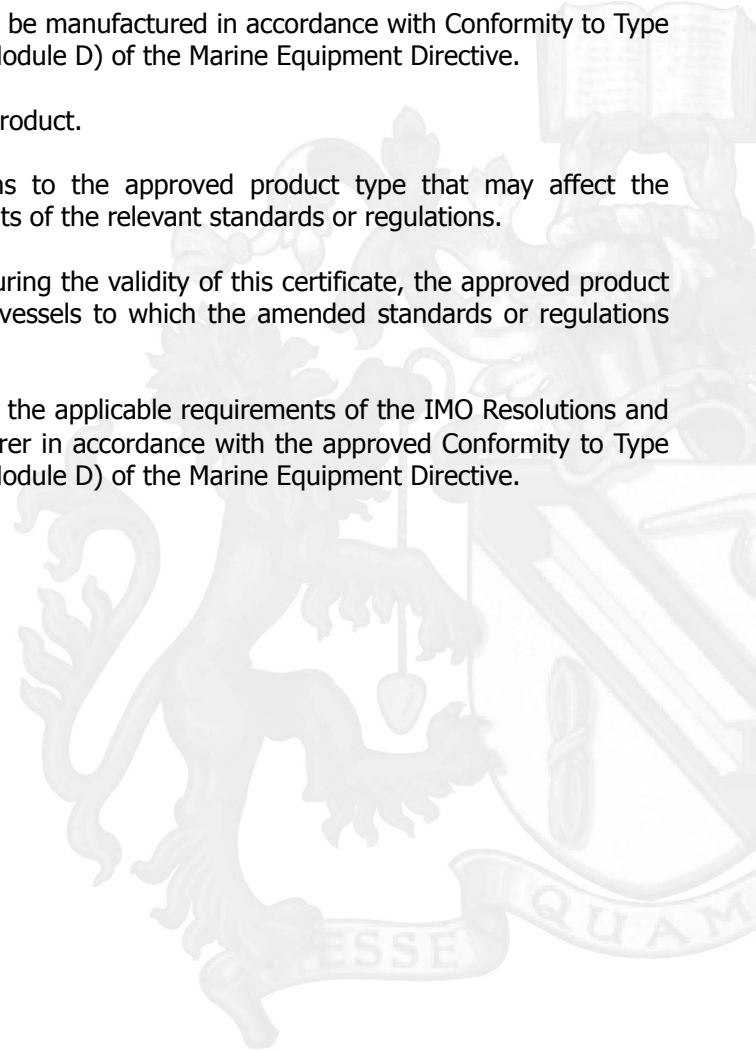 be manufactured in accordance with Conformity to Type
Module D) of the Marine Equipment Directive.
roduct.
ns to the approved product type that may affect the
ts of the relevant standards or regulations.
uring the validity of this certificate, the approved product
vessels to which the amended standards or regulations
the applicable requirements of the IMO Resolutions and
rer in accordance with the approved Conformity to Type
Module D) of the Marine Equipment Directive.
ESSE QUAM